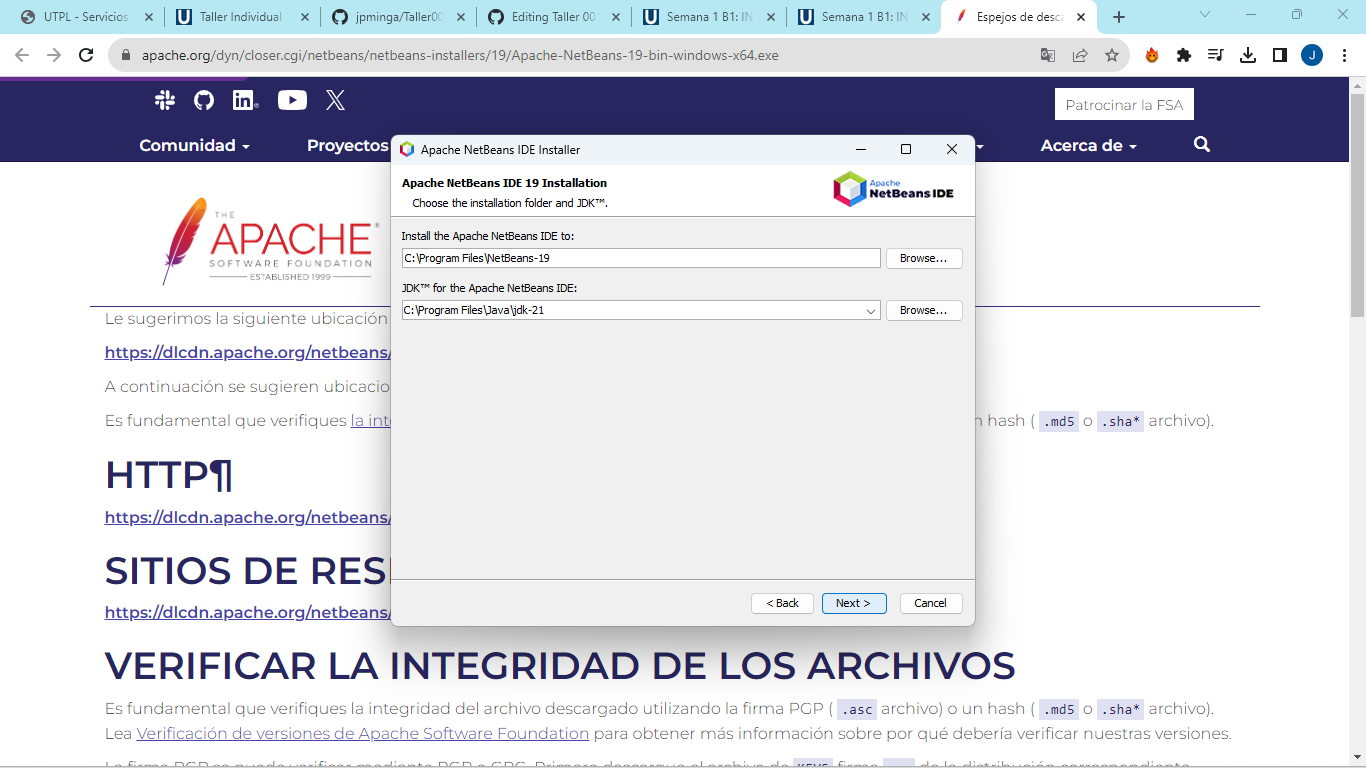 UTPL - Servicios
Taller Individual
jpminga/Taller00
Editing Taller 00
Semana 1 B1: IN
Semana 1 B1: IN
Espejos de desc
apache.org/dyn/closer.cgi/netbeans/netbeans-installers/19/Apache-NetBeans-19-bin-windows-x64.exe
J
Patrocinar la FSA
Comunidad
Proyectos
Acerca de
THE
APACHE®
SOFTWARE FOUNDATION
ESTABLISHED 1999
Apache NetBeans IDE Installer
Apache NetBeans IDE 19 Installation
Choose the installation folder and JDK™.
Apache
NetBeans IDE
Install the Apache NetBeans IDE to:
C:\Program Files\NetBeans-19
Browse...
JDK™ for the Apache NetBeans IDE:
C:\Program Files\Java\jdk-21
Browse...
< Back
Next >
Cancel
Le sugerimos la siguiente ubicación
https://dlcdn.apache.org/netbeans/
A continuación se sugieren ubicacio
Es fundamental que verifiques la int n hash ( .md5 o .sha* archivo).
HTTP¶
https://dlcdn.apache.org/netbeans/
SITIOS DE RES
https://dlcdn.apache.org/netbeans/
VERIFICAR LA INTEGRIDAD DE LOS ARCHIVOS
Es fundamental que verifiques la integridad del archivo descargado utilizando la firma PGP ( .asc archivo) o un hash ( .md5 o .sha* archivo).
Lea Verificación de versiones de Apache Software Foundation para obtener más información sobre por qué debería verificar nuestras versiones.